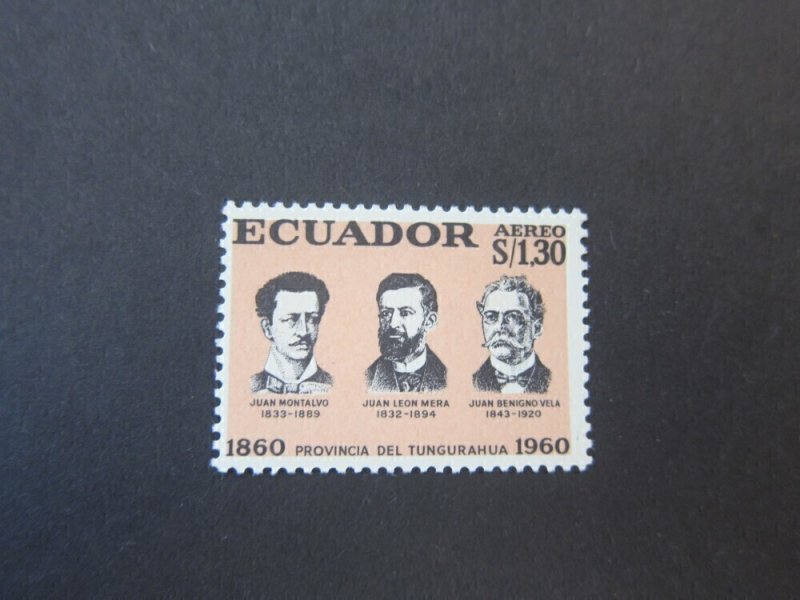 ECUADOR AEREO
S/1,30
JUAN MONTALVO JUAN LEON MERA JUAN BENIGNO VELA
1833-1889 1832-1894 1843-1920
1860 PROVINCIA DEL TUNGURAHUA 1960